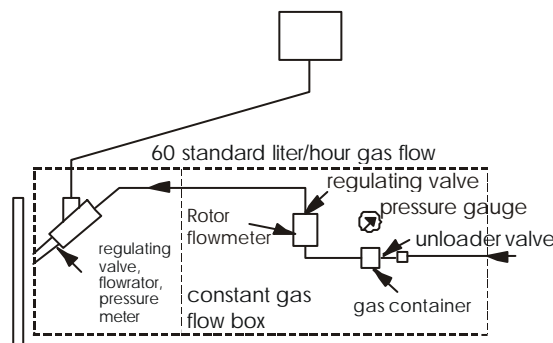 60 standard liter/hour gas flow
regulating valve
pressure gauge
Rotor
flowmeter
unloader valve
regulating
valve,
flowrator,
pressure
meter
constant gas
flow box
gas container